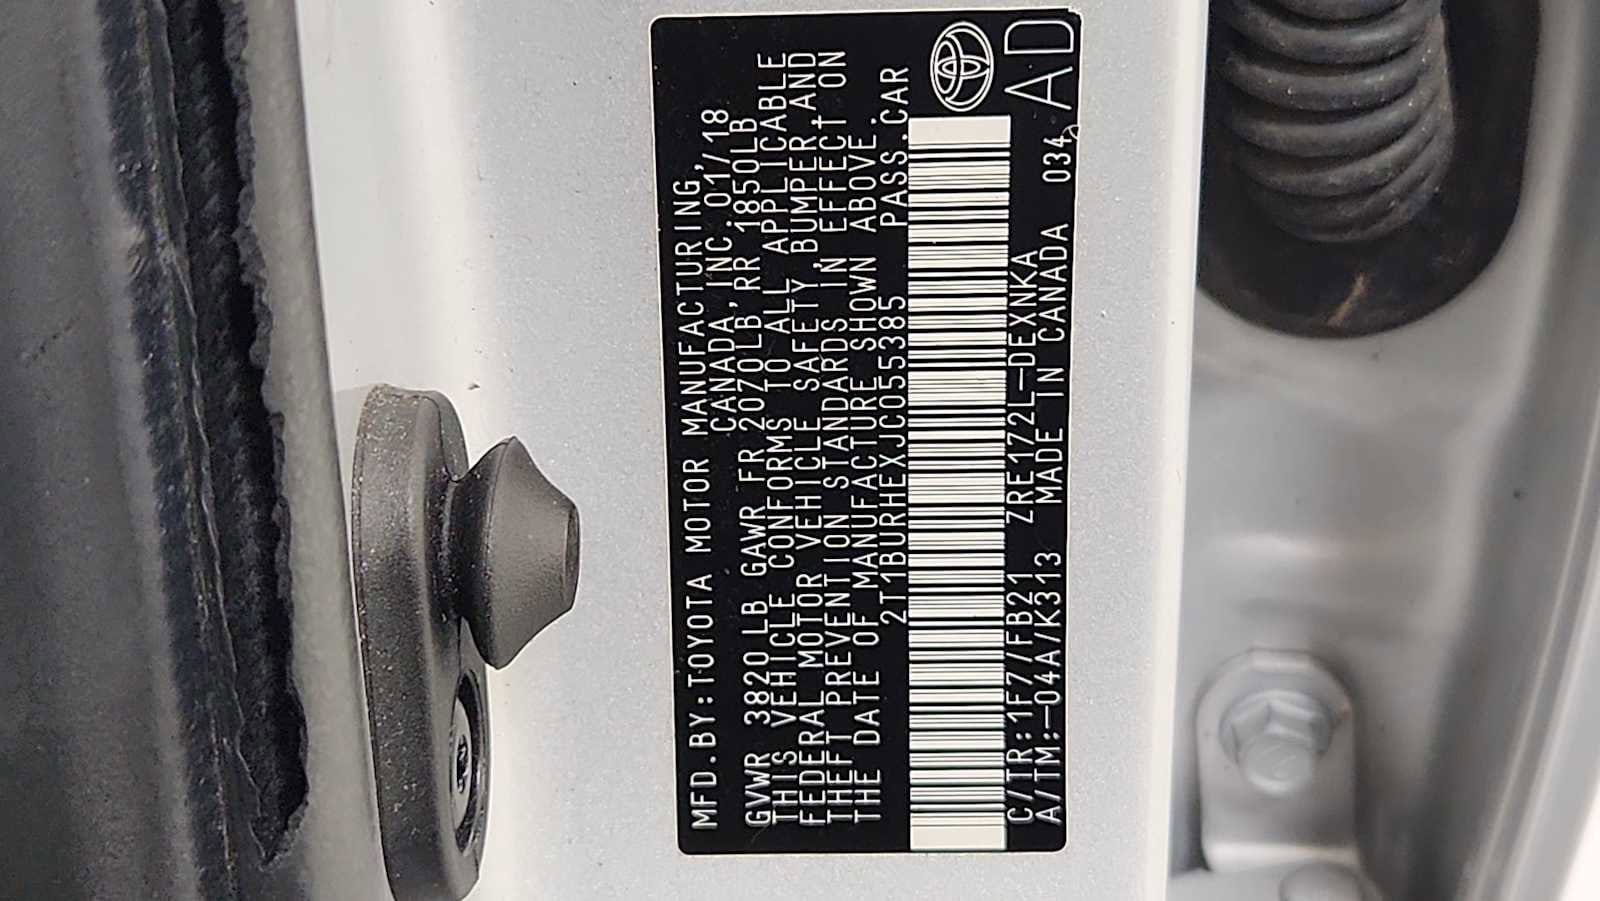 MFD.BY:TOYOTA MOTOR MANUFACTURING,
CANADA,INC.01/18
GVWR 3820LB GAWR FR 2070LB,RR 1850LB
THIS VEHICLE CONFORMS TO ALL APPLICABLE
FEDERAL MOTOR VEHICLE SAFETY,BUMPER,AND
THEFT PREVENTION STANDARDS IN EFFECT ON
THE DATE OF MANUFACTURE SHOWN ABOVE.
2T1BURHEXJC055385 PASS.CAR
C/TR:1F7/FB21 ZRE172L-DEXNKA
A/TM:-04A/K313 MADE IN CANADA 034
AD